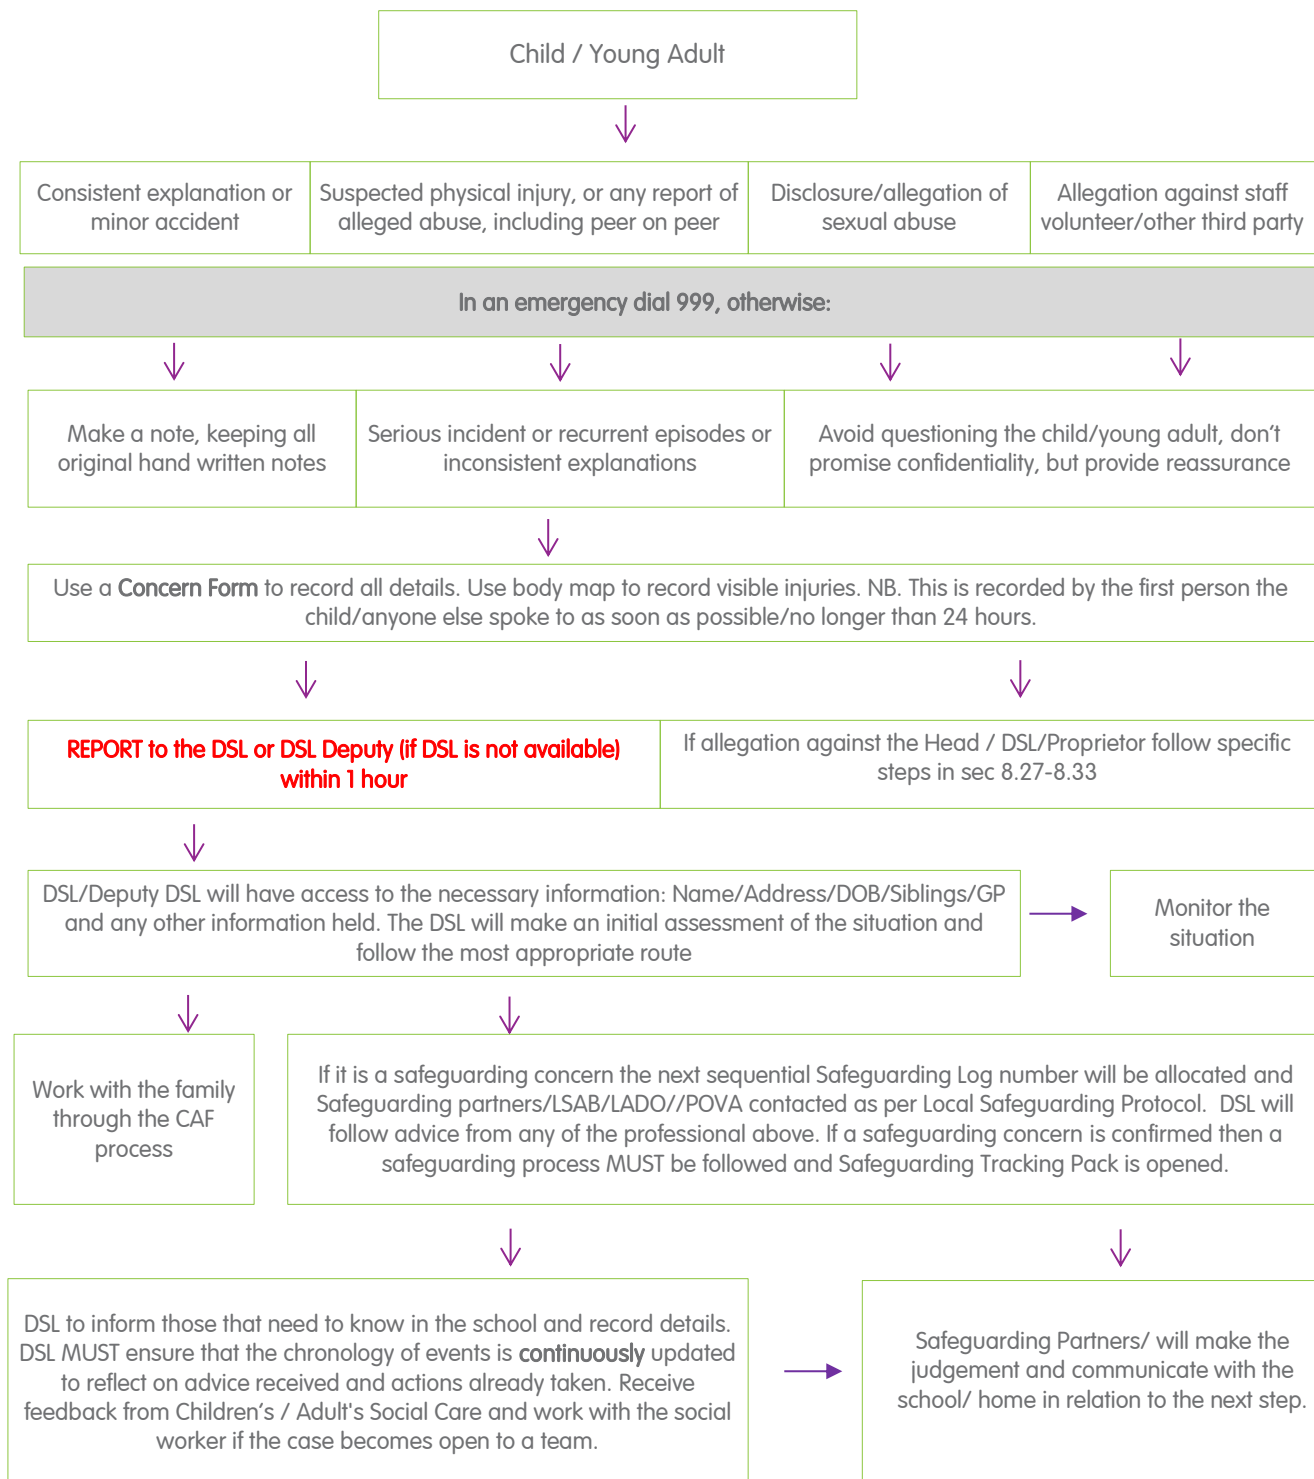 Child / Young Adult
Consistent explanation or
minor accident
Suspected physical injury, or any report of
alleged abuse, including peer on peer
Disclosure/allegation of
sexual abuse
Allegation against staff
volunteer/other third party
In an emergency dial 999, otherwise:
Make a note, keeping all
original hand written notes
Serious incident or recurrent episodes or
inconsistent explanations
Avoid questioning the child/young adult, don't
promise confidentiality, but provide reassurance
Use a Concern Form to record all details. Use body map to record visible injuries. NB. This is recorded by the first person the
child/anyone else spoke to as soon as possible/no longer than 24 hours.
REPORT to the DSL or DSL Deputy (if DSL is not available)
within 1 hour
If allegation against the Head / DSL/Proprietor follow specific
steps in sec 8.27-8.33
DSL/Deputy DSL will have access to the necessary information: Name/Address/DOB/Siblings/GP
and any other information held. The DSL will make an initial assessment of the situation and
follow the most appropriate route
Monitor the
situation
Work with the family
through the CAF
process
If it is a safeguarding concern the next sequential Safeguarding Log number will be allocated and
Safeguarding partners/LSAB/LADO//POVA contacted as per Local Safeguarding Protocol. DSL will
follow advice from any of the professional above. If a safeguarding concern is confirmed then a
safeguarding process MUST be followed and Safeguarding Tracking Pack is opened.
DSL to inform those that need to know in the school and record details.
DSL MUST ensure that the chronology of events is continuously updated
to reflect on advice received and actions already taken. Receive
feedback from Children's / Adult's Social Care and work with the social
worker if the case becomes open to a team.
Safeguarding Partners/ will make the
judgement and communicate with the
school/ home in relation to the next step.